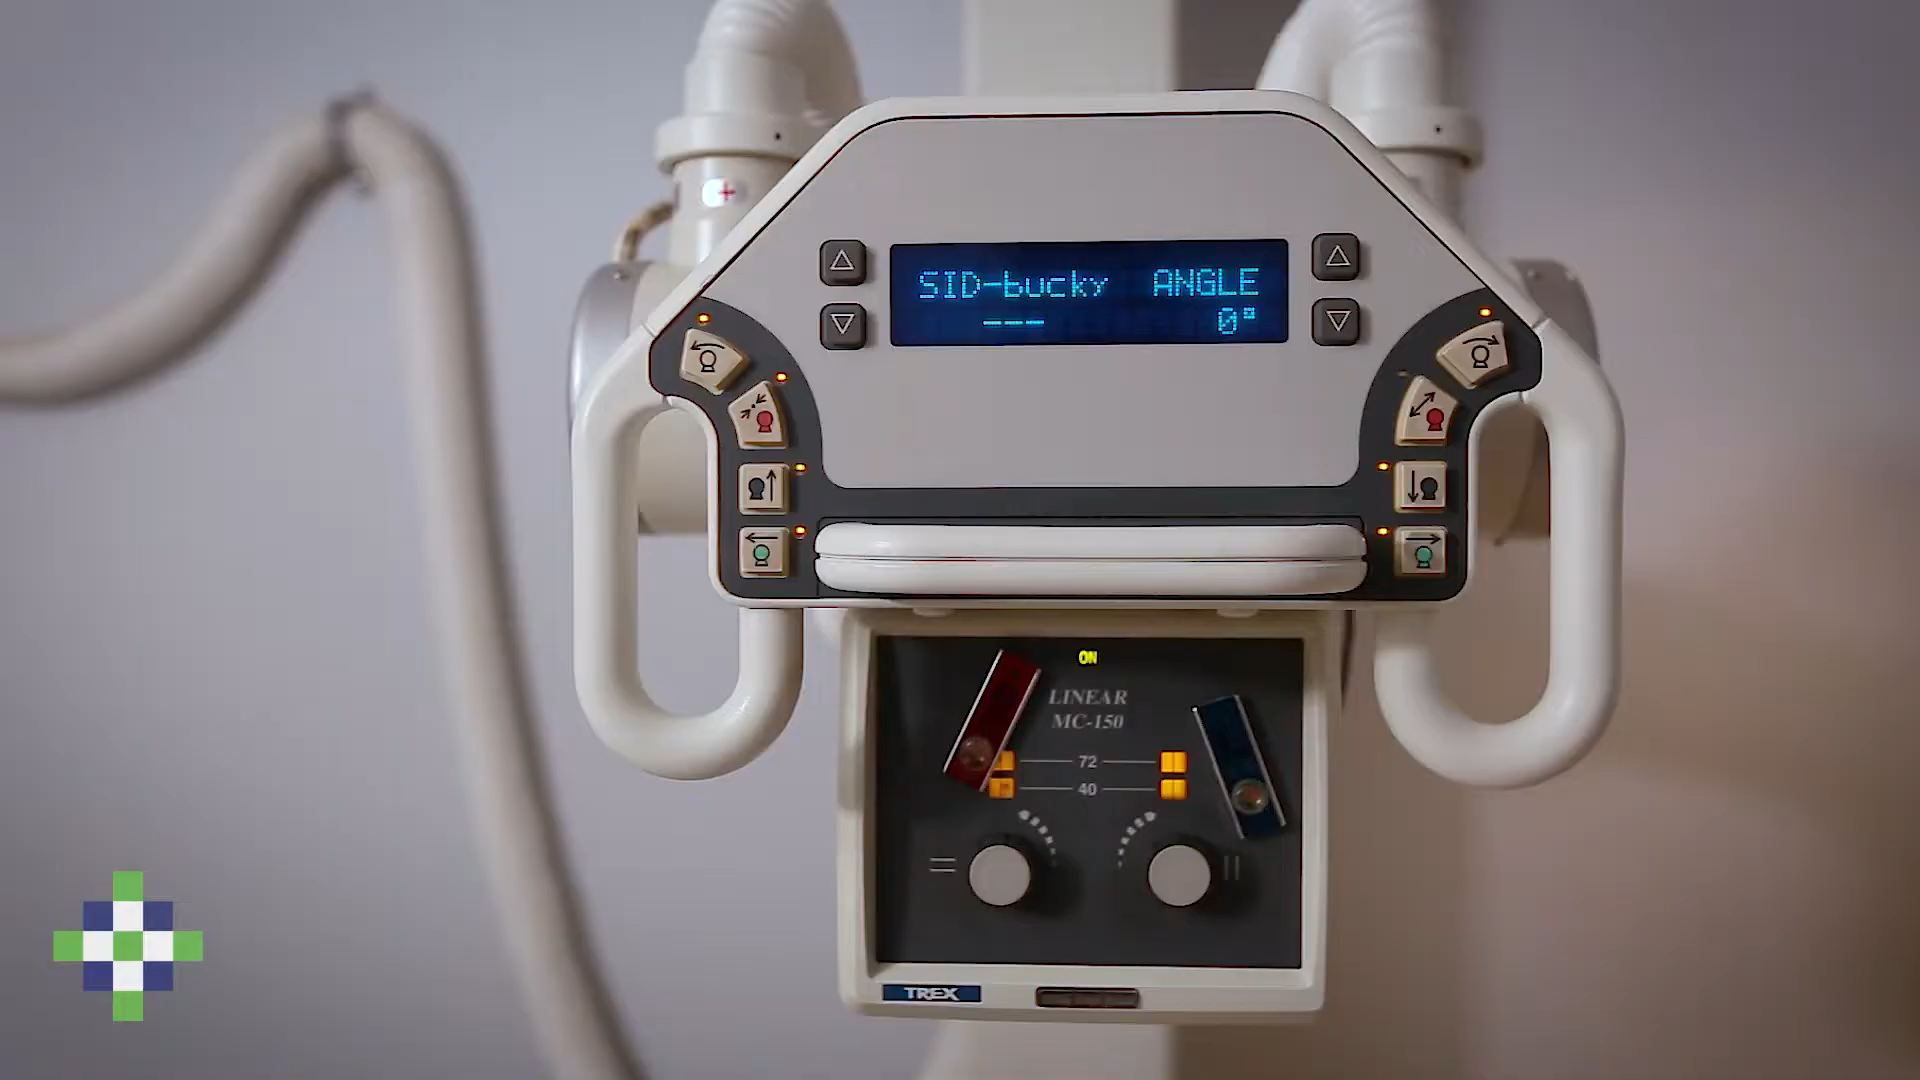 SID-bucky ANGLE
--- 0°
ON
LINEAR
MC-150
72
40
TREX